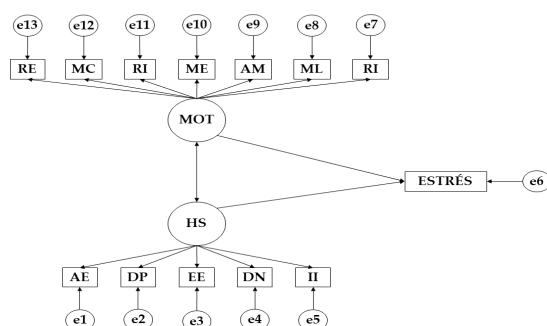 e13 e12 e11 e10 e9 e8 e7
RE MC RI ME AM ML RI
MOT
ESTRÉS e6
HS
AE DP EE DN II
e1 e2 e3 e4 e5